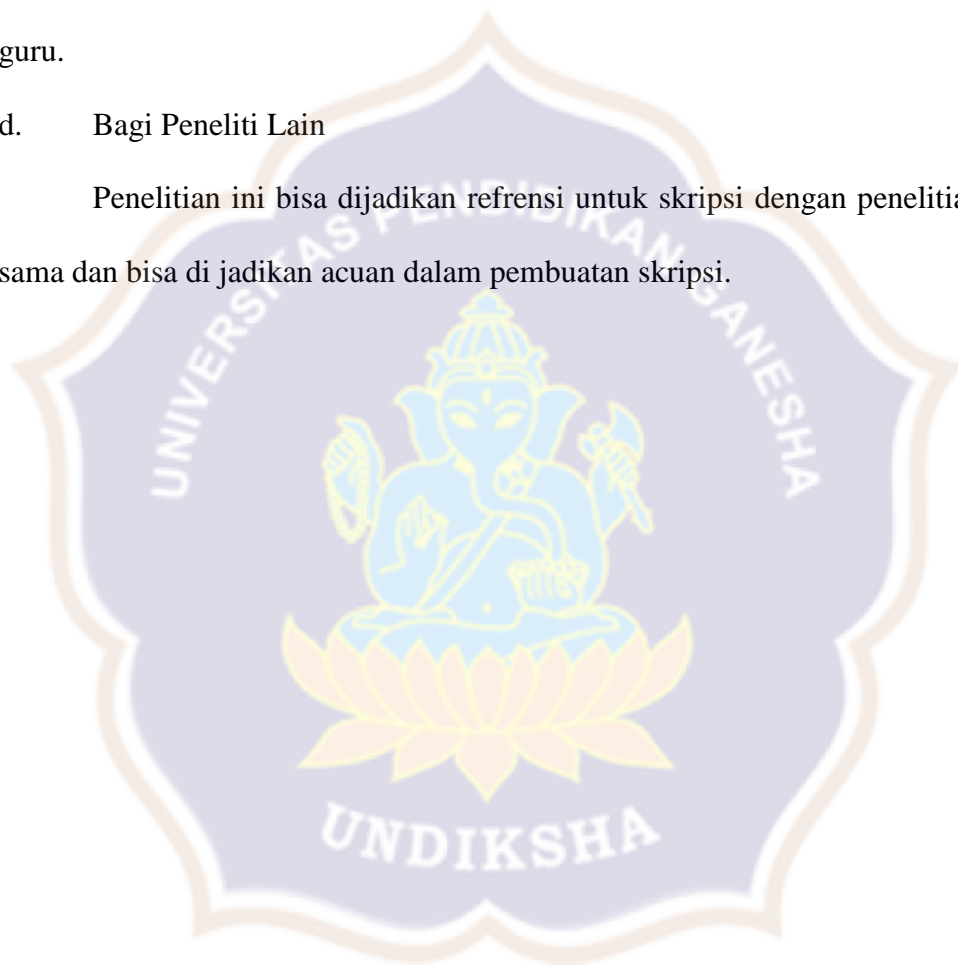 guru.
d. Bagi Peneliti Lain
Penelitian ini bisa dijadikan refrensi untuk skripsi dengan penelitia
sama dan bisa di jadikan acuan dalam pembuatan skripsi.
UNIVERSITAS PENDIDIKAN GANESHA
UNDIKSHA